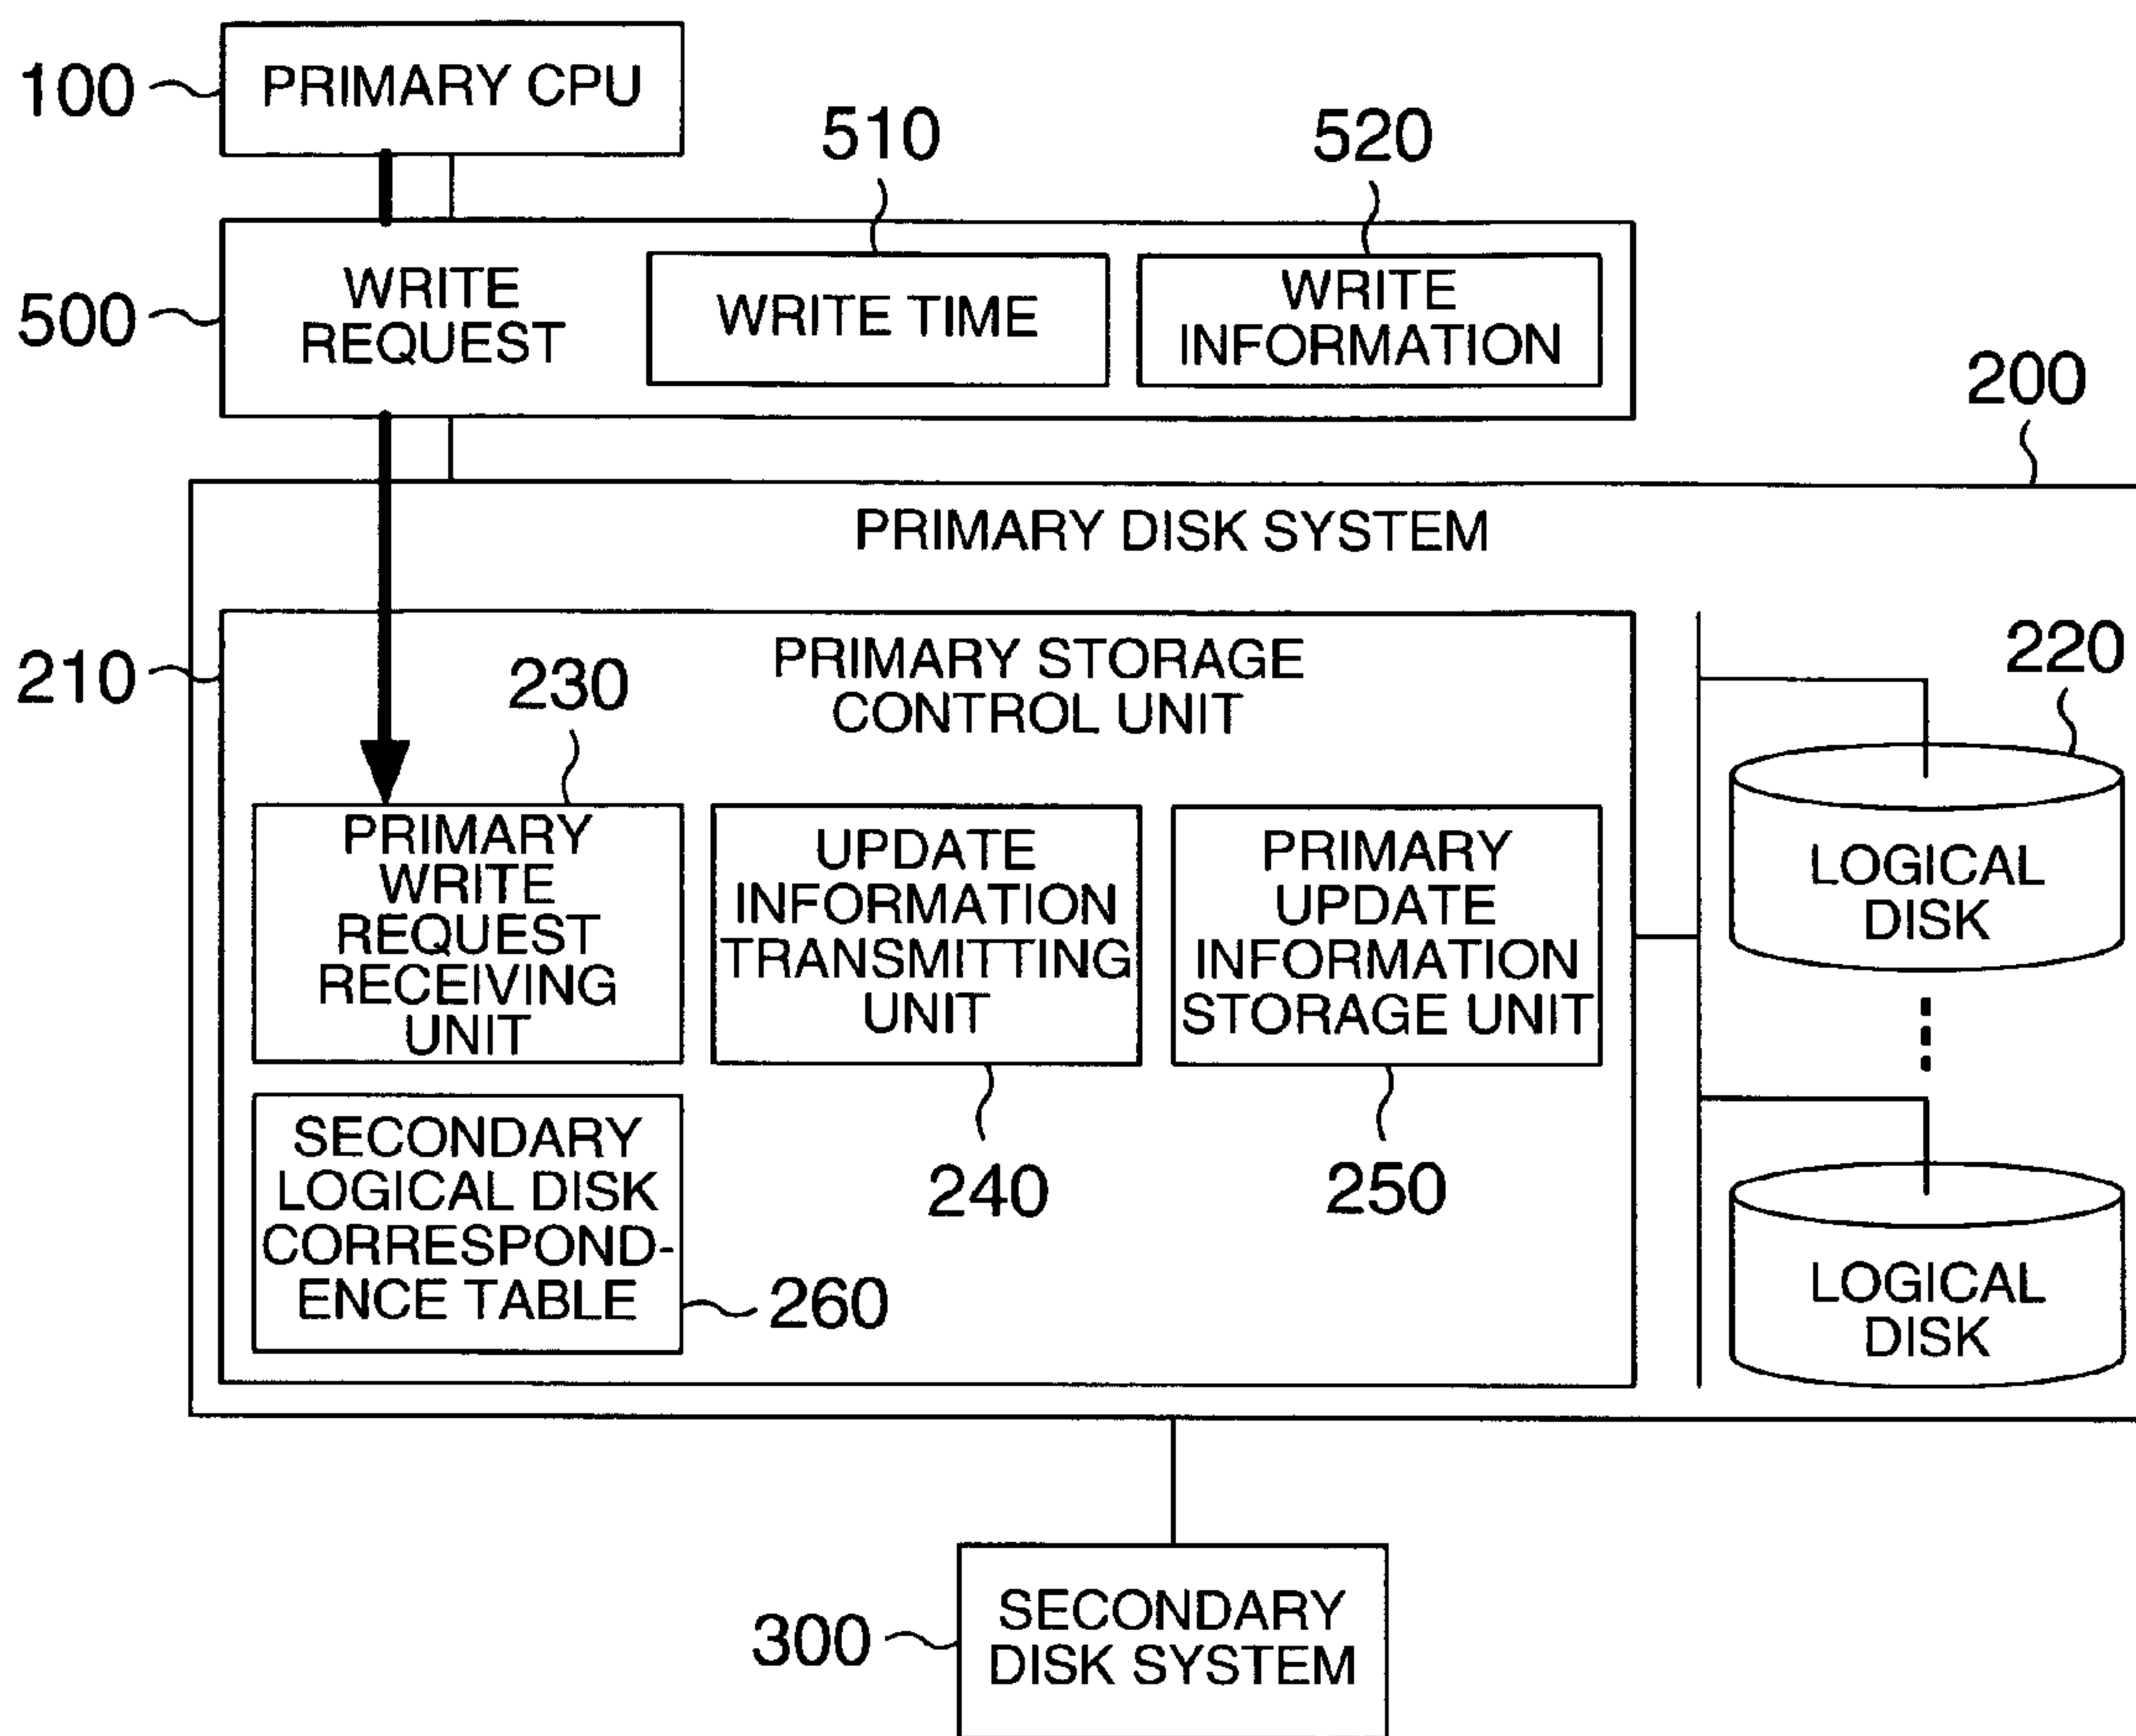 100
PRIMARY CPU
510
520
500
WRITE
REQUEST
WRITE TIME
WRITE
INFORMATION
200
PRIMARY DISK SYSTEM
210
230
PRIMARY STORAGE
CONTROL UNIT
220
PRIMARY
WRITE
REQUEST
RECEIVING
UNIT
UPDATE
INFORMATION
TRANSMITTING
UNIT
PRIMARY
UPDATE
INFORMATION
STORAGE UNIT
LOGICAL
DISK
SECONDARY
LOGICAL DISK
CORRESPOND-
ENCE TABLE
240
250
260
LOGICAL
DISK
300
SECONDARY
DISK SYSTEM